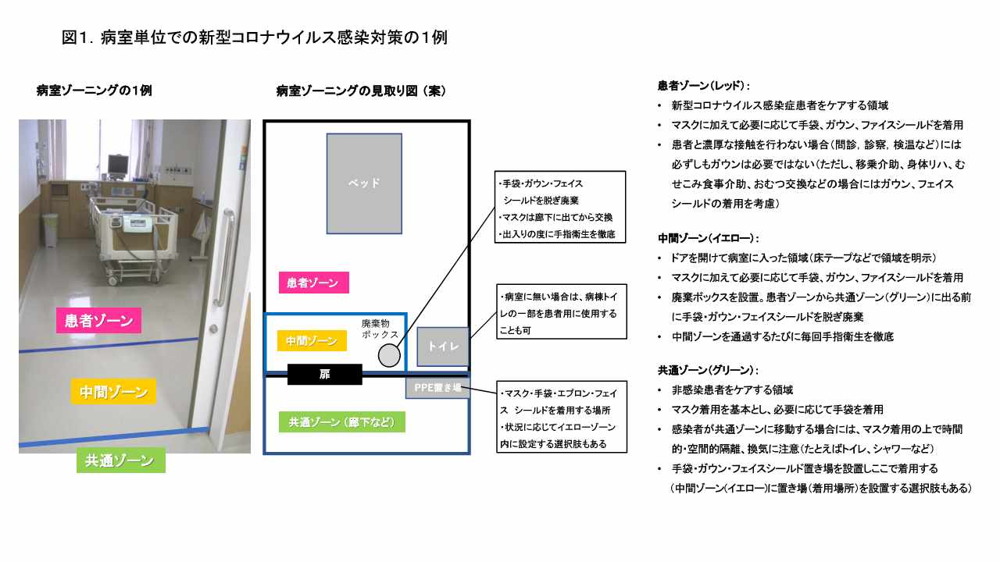 図1. 病室単位での新型コロナウイルス感染対策の1例
病室ゾーニングの1例
患者ゾーン
中間ゾーン
共通ゾーン
病室ゾーニングの見取り図（案）
ベッド
患者ゾーン
中間ゾーン
廃棄物
ボックス
トイレ
扉
PPE置き場
共通ゾーン（廊下など）
・手袋・ガウン・フェイス
シールドを脱ぎ廃棄
・マスクは廊下に出てから交換
・出入りの度に手指衛生を徹底
・病室に無い場合は、病棟トイ
レの一部を患者用に使用する
ことも可
・マスク・手袋・エプロン・フェイ
ス シールドを着用する場所
・状況に応じてイエローゾーン
内に設定する選択肢もある
患者ゾーン（レッド）：
• 新型コロナウイルス感染症患者をケアする領域
• マスクに加えて必要に応じて手袋、ガウン、ファイスシールドを着用
• 患者と濃厚な接触を行わない場合（問診，診察，検温など）には
必ずしもガウンは必要ではない（ただし、移乗介助、身体リハ、む
せこみ食事介助、おむつ交換などの場合にはガウン、フェイス
シールドの着用を考慮）
中間ゾーン（イエロー）：
• ドアを開けて病室に入った領域（床テープなどで領域を明示）
• マスクに加えて必要に応じて手袋、ガウン、ファイスシールドを着用
• 廃棄ボックスを設置。患者ゾーンから共通ゾーン（グリーン）に出る前
に手袋・ガウン・フェイスシールドを脱ぎ廃棄
• 中間ゾーンを通過するたびに毎回手指衛生を徹底
共通ゾーン（グリーン）：
• 非感染患者をケアする領域
• マスク着用を基本とし、必要に応じて手袋を着用
• 感染者が共通ゾーンに移動する場合には、マスク着用の上で時間
的・空間的隔離、換気に注意（たとえばトイレ、シャワーなど）
• 手袋・ガウン・フェイスシールド置き場を設置しここで着用する
（中間ゾーン（イエロー）に置き場（着用場所）を設置する選択肢もある）